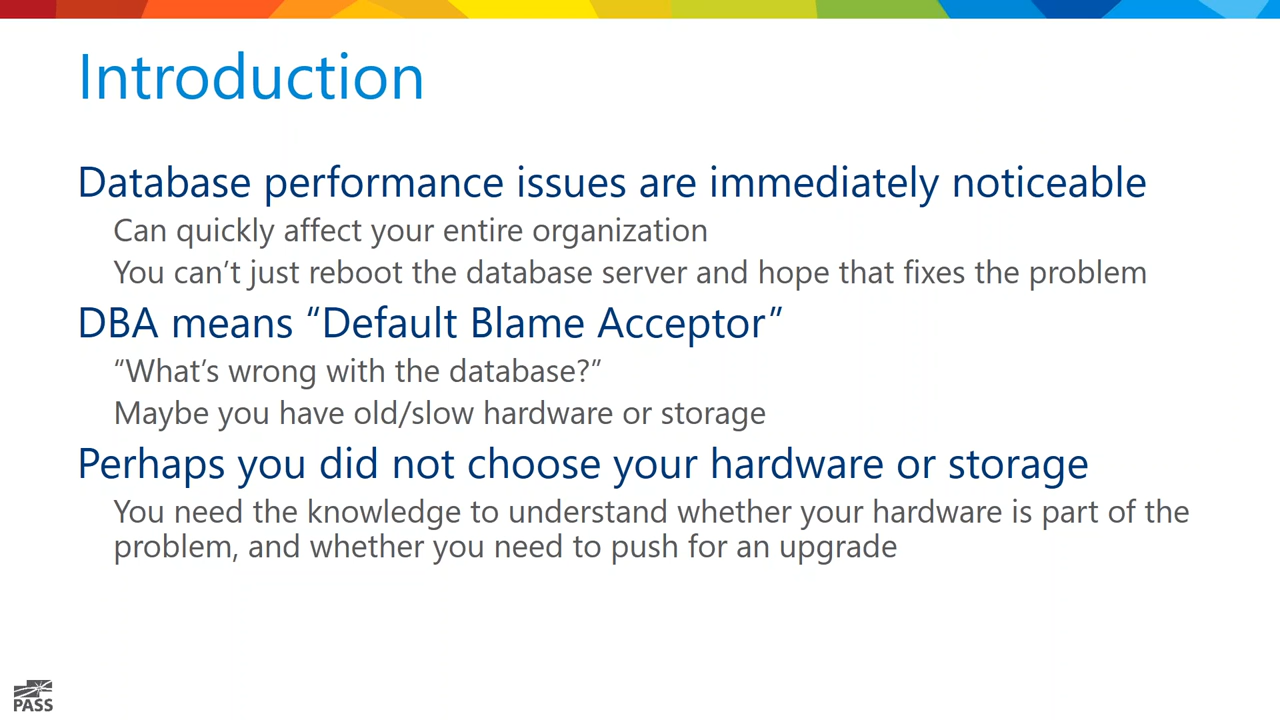 Introduction
Database performance issues are immediately noticeable
Can quickly affect your entire organization
You can’t just reboot the database server and hope that fixes the problem
DBA means “Default Blame Acceptor”
“What’s wrong with the database?”
Maybe you have old/slow hardware or storage
Perhaps you did not choose your hardware or storage
You need the knowledge to understand whether your hardware is part of the
problem, and whether you need to push for an upgrade
PASS